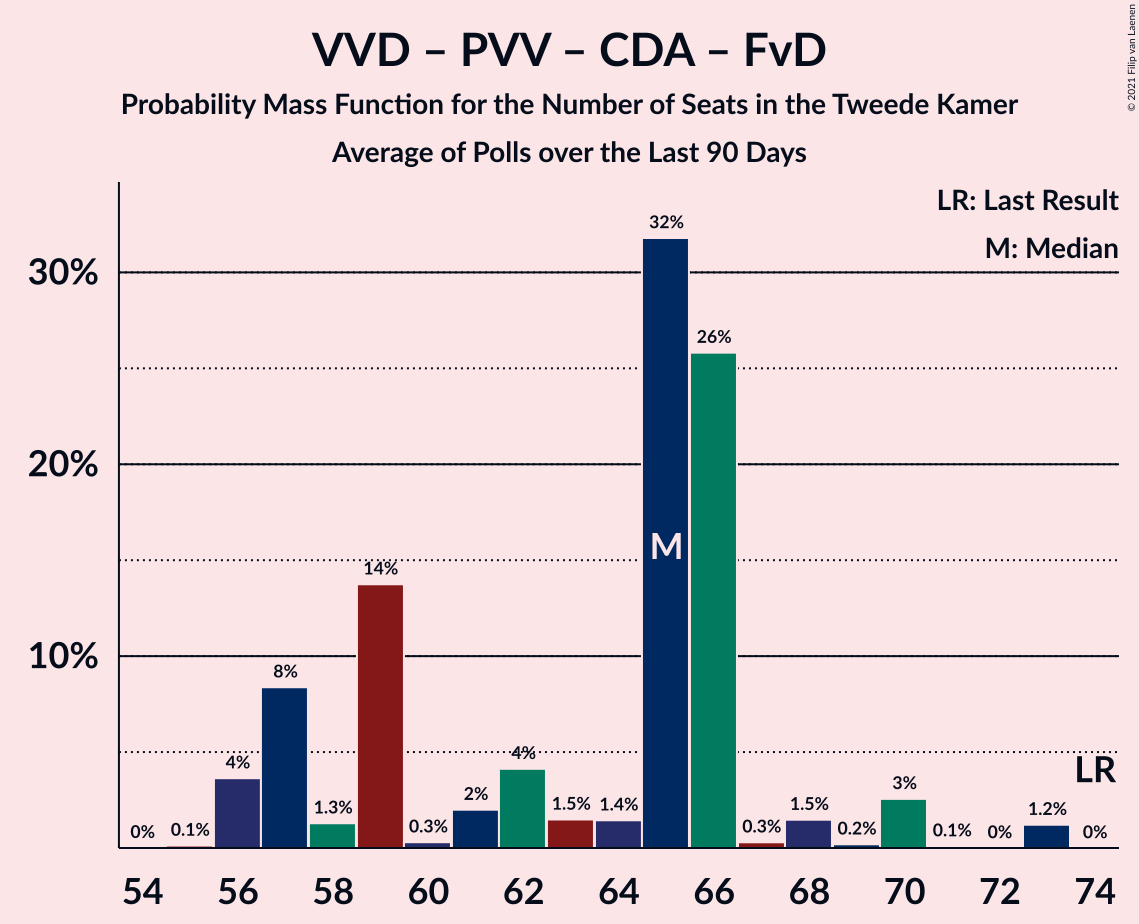 VVD – PVV – CDA – FvD
Probability Mass Function for the Number of Seats in the Tweede Kamer
Average of Polls over the Last 90 Days
© 2021 Filip van Laenen
LR: Last Result
M: Median
30%
20%
10%
0%
0.1%
4%
8%
1.3%
14%
0.3%
2%
4%
1.5%
1.4%
32%
M
26%
0.3%
1.5%
0.2%
3%
0.1%
0%
1.2%
0%
LR
54 56 58 60 62 64 66 68 70 72 74